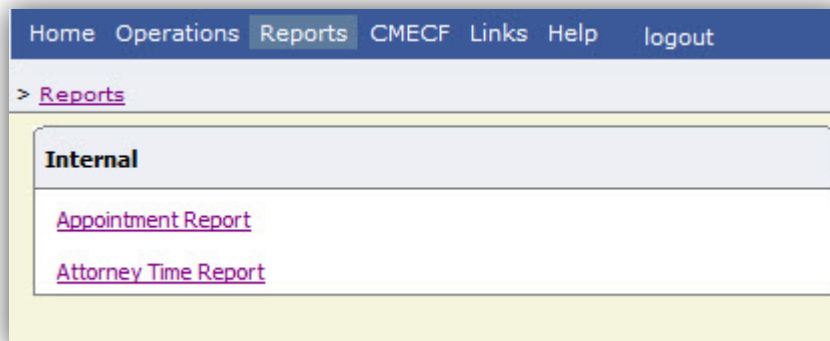 Home Operations Reports CMECF Links Help logout
> Reports
Internal
Appointment Report
Attorney Time Report